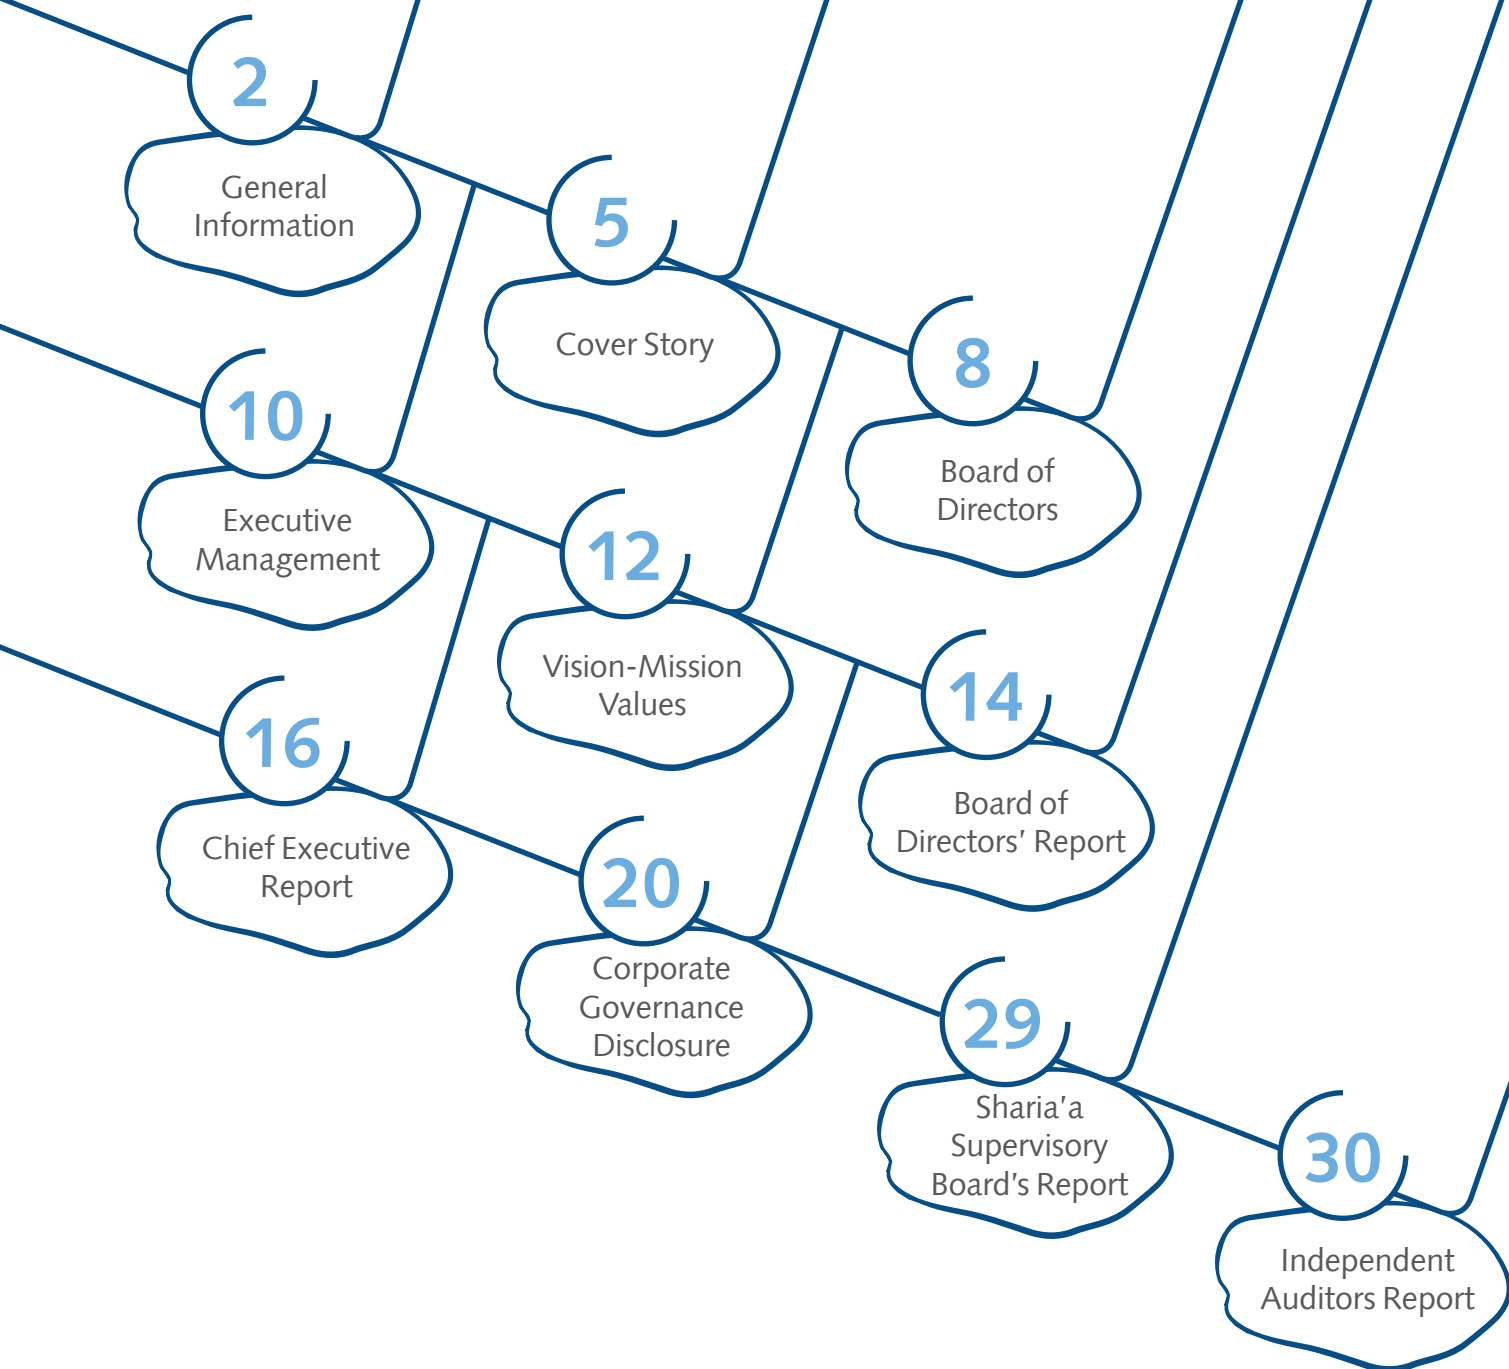 2
General
Information
5
Cover Story
8
Board of
Directors
10
Executive
Management
12
Vision-Mission
Values
14
Board of
Directors’ Report
16
Chief Executive
Report
20
Corporate
Governance
Disclosure
29
Sharia’a
Supervisory
Board’s Report
30
Independent
Auditors Report